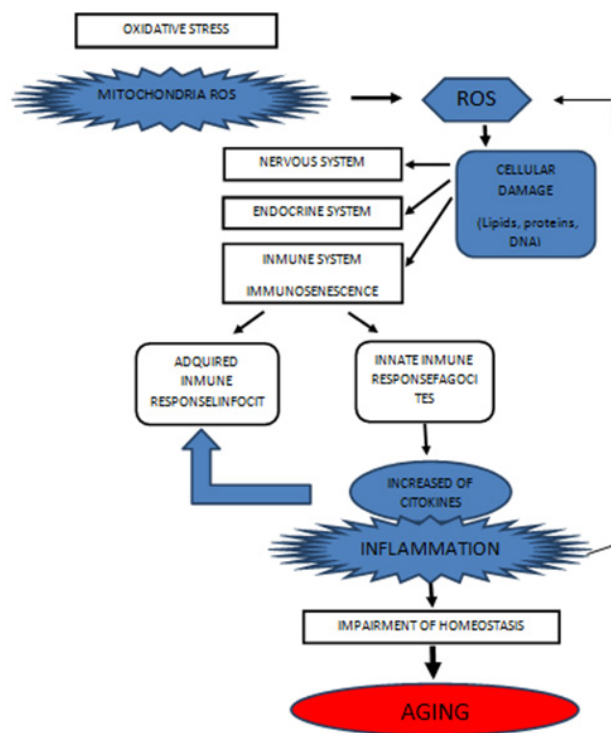 OXIDATIVE STRESS
MITOCHONDRIA ROS
ROS
NERVOUS SYSTEM
CELLULAR
DAMAGE
(Lipids, proteins,
DNA)
ENDOCRINE SYSTEM
INMUNE SYSTEM
IMMUNOSENESCENCE
ADQUIRED
INMUNE
RESPONSELINFOCIT
INNATE INMUNE
RESPONSEFAGOCI
TES
INCREASED OF
CITOKINES
INFLAMMATION
IMPAIRMENT OF HOMEOSTASIS
AGING